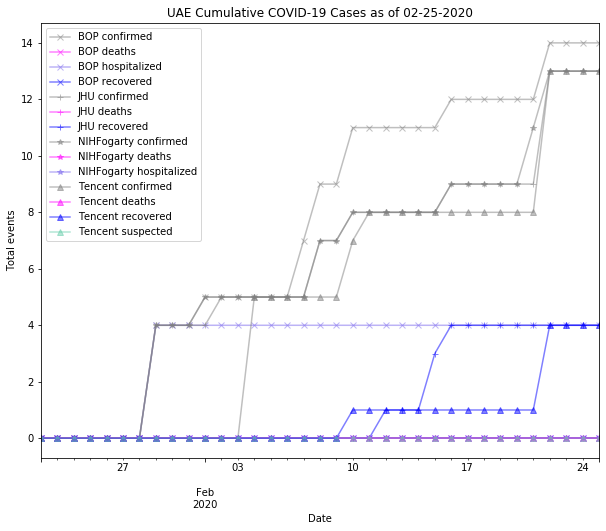 UAE Cumulative COVID-19 Cases as of 02-25-2020
BOP confirmed
BOP deaths
BOP hospitalized
BOP recovered
JHU confirmed
JHU deaths
JHU recovered
NIHFogarty confirmed
NIHFogarty deaths
NIHFogarty hospitalized
Tencent confirmed
Tencent deaths
Tencent recovered
Tencent suspected
Total events
14
12
10
8
6
4
2
0
27
03
10
17
24
Feb
2020
Date